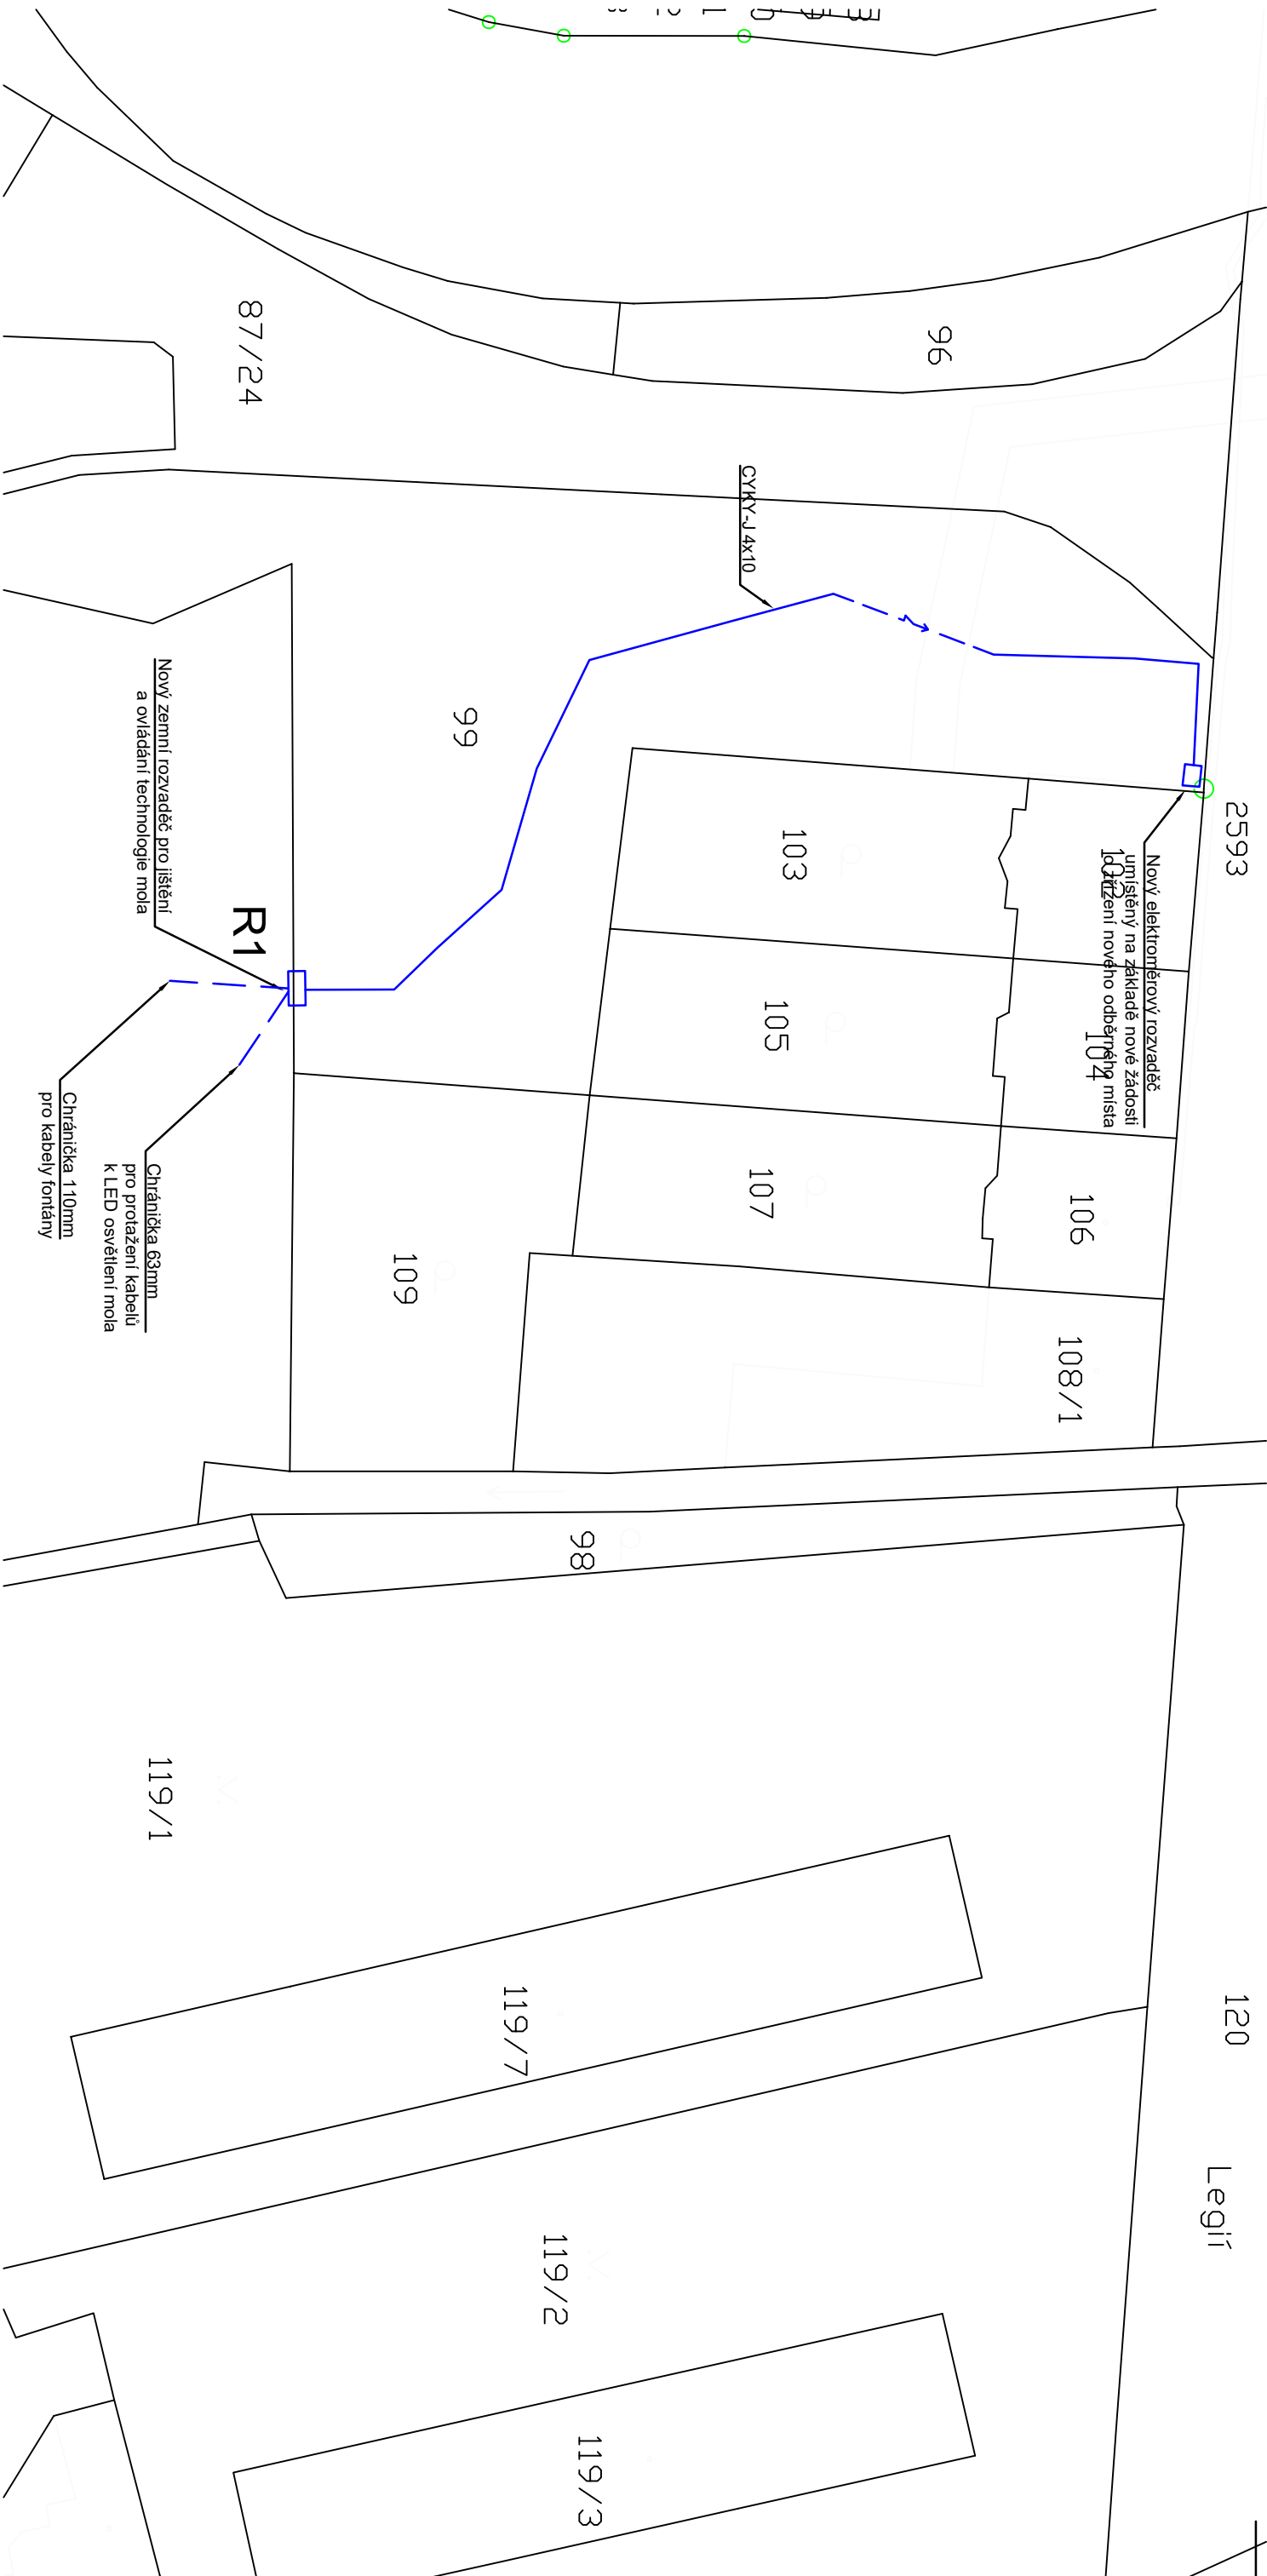 2593
120
Legií
Nový elektroměrový rozvaděč
umístěný na základě nové žádosti
o zřízení nového odběrného místa
102
104
106
108/1
96
CYKY-J 4x10
103
105
107
98
99
109
119/7
119/2
119/3
87/24
R1
Nový zemní rozvaděč pro jištění
a ovládání technologie mola
Chránička 63mm
pro protažení kabelů
k LED osvětlení mola
Chránička 110mm
pro kabely fontány
119/1